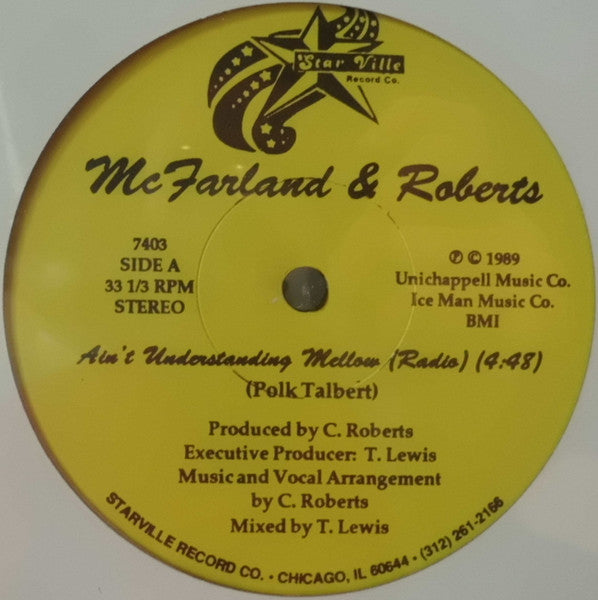 Star Ville
Record Co.
McFarland & Roberts
7403
SIDE A
33 1/3 RPM
STEREO
℗ © 1989
Unichappell Music Co.
Ice Man Music Co.
BMI
Ain't Understanding Mellow (Radio) (4:48)
(Polk Talbert)
Produced by C. Roberts
Executive Producer: T. Lewis
Music and Vocal Arrangement
by C. Roberts
Mixed by T. Lewis
STARVILLE RECORD CO. • CHICAGO, IL 60644 • (312) 261-2166